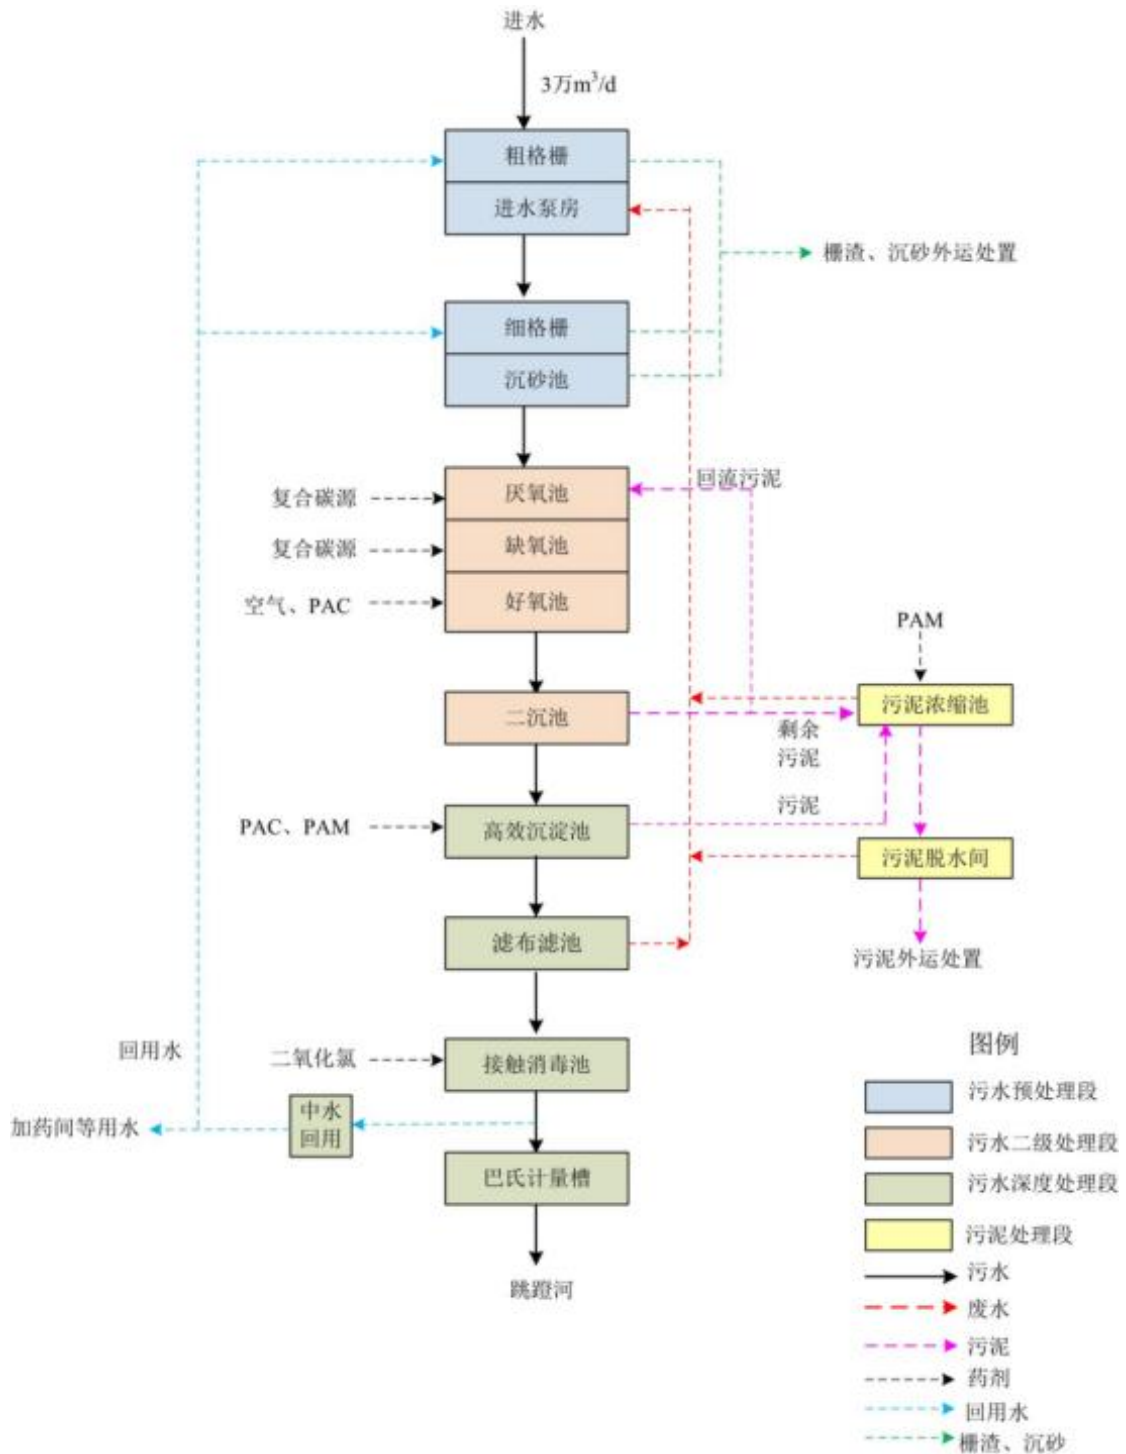 进水
3万m³/d
粗格栅
进水泵房
栅渣、沉砂外运处置
细格栅
沉砂池
回流污泥
复合碳源
厌氧池
复合碳源
缺氧池
空气、PAC
好氧池
PAM
二沉池
污泥浓缩池
剩余
污泥
污泥
PAC、PAM
高效沉淀池
污泥脱水间
滤布滤池
污泥外运处置
回用水
二氧化氯
接触消毒池
加药间等用水
中水
回用
巴氏计量槽
跳蹬河
图例
污水预处理段
污水二级处理段
污水深度处理段
污泥处理段
污水
废水
污泥
药剂
回用水
栅渣、沉砂